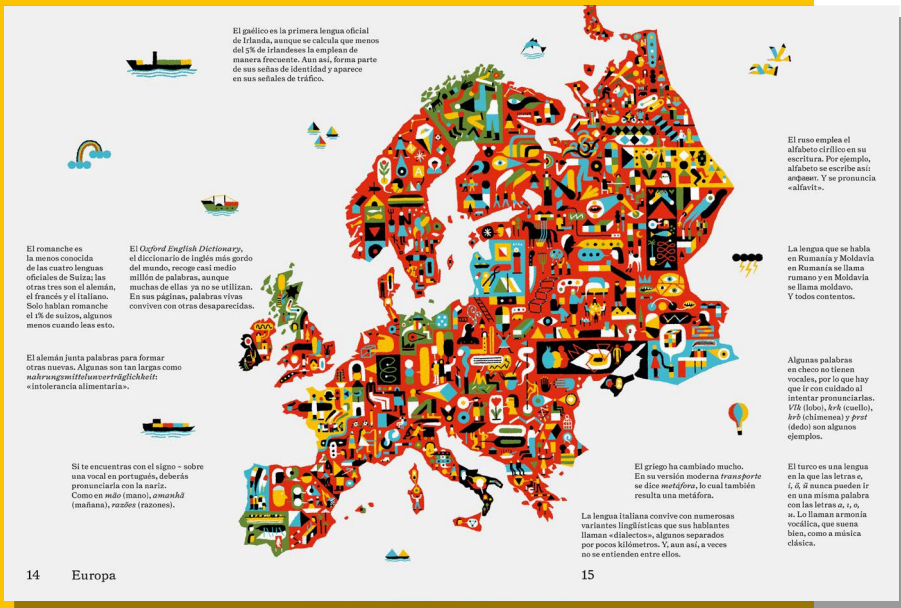 El gaélico es la primera lengua oficial
de Irlanda, aunque se calcula que menos
del 5% de irlandeses la emplean de
manera frecuente. Aun así, forma parte
de sus señas de identidad y aparece
en sus señales de tráfico.
El ruso emplea el
alfabeto cirílico en su
escritura. Por ejemplo,
alfabeto se escribe así:
алфавит. Y se pronuncia
«alfavit».
El romanche es
la menos conocida
de las cuatro lenguas
oficiales de Suiza; las
otras tres son el alemán,
el francés y el italiano.
Solo hablan romanche
el 1% de suizos, algunos
menos cuando leas esto.
El Oxford English Dictionary,
el diccionario de inglés más gordo
del mundo, recoge casi medio
millón de palabras, aunque
muchas de ellas ya no se utilizan.
En sus páginas, palabras vivas
conviven con otras desaparecidas.
La lengua que se habla
en Rumanía y Moldavia
en Rumanía se llama
rumano y en Moldavia
se llama moldavo.
Y todos contentos.
El alemán junta palabras para formar
otras nuevas. Algunas son tan largas como
nahrungsmittelunverträglichkeit:
«intolerancia alimentaria».
Algunas palabras
en checo no tienen
vocales, por lo que hay
que ir con cuidado al
intentar pronunciarlas.
Vlk (lobo), krk (cuello),
krb (chimenea) y prst
(dedo) son algunos
ejemplos.
Si te encuentras con el signo ~ sobre
una vocal en portugués, deberás
pronunciarla con la nariz.
Como en mão (mano), amanhã
(mañana), razões (razones).
El griego ha cambiado mucho.
En su versión moderna transporte
se dice metáfora, lo cual también
resulta una metáfora.
El turco es una lengua
en la que las letras e,
i, ö, ü nunca pueden ir
en una misma palabra
con las letras a, ı, o,
u. Lo llaman armonía
vocálica, que suena
bien, como a música
clásica.
La lengua italiana convive con numerosas
variantes lingüísticas que sus hablantes
llaman «dialectos», algunos separados
por pocos kilómetros. Y, aun así, a veces
no se entienden entre ellos.
14 Europa
15